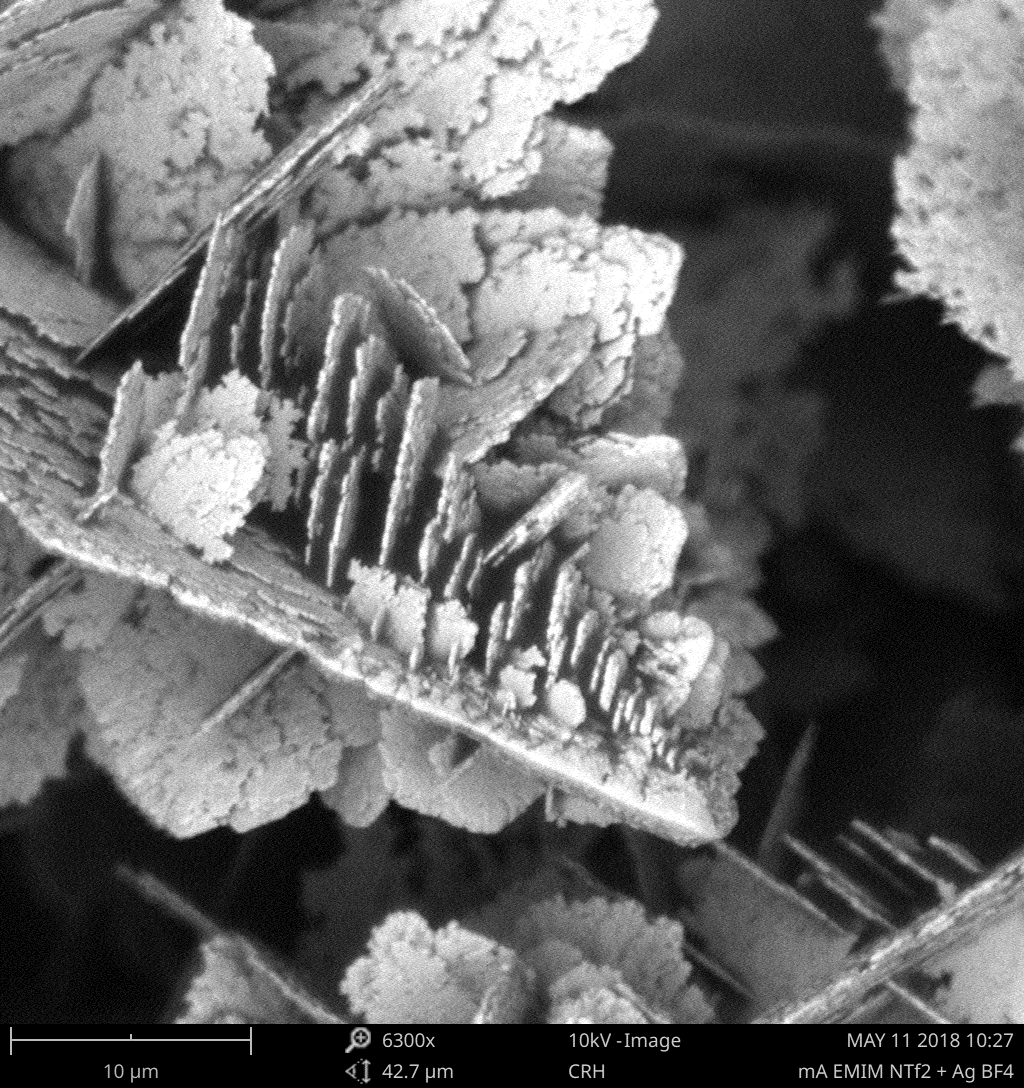 6300x 10kV - Image MAY 11 2018 10:27
10 µm 42.7 µm CRH mA EMIM NTf2 + Ag BF4